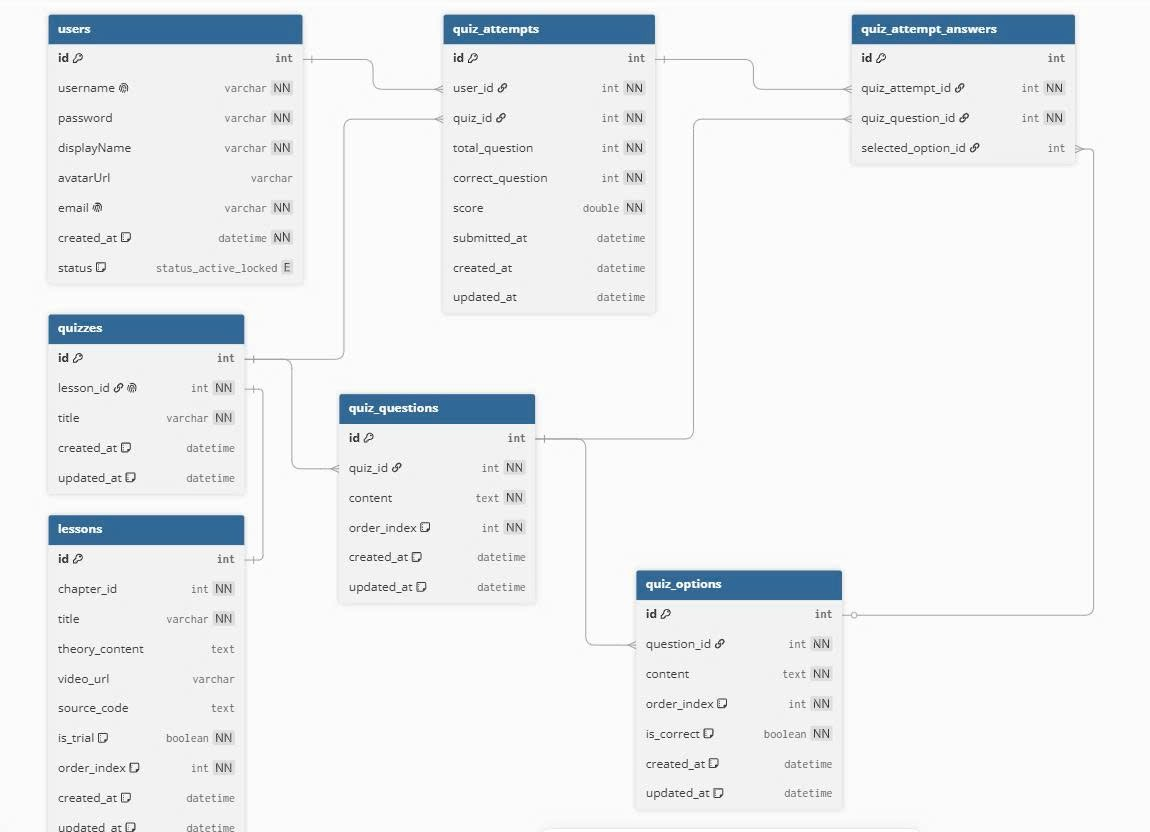 users
id int
username varchar NN
password varchar NN
displayName varchar NN
avatarUrl varchar
email varchar NN
created_at datetime NN
status status_active_locked E
quiz_attempts
id int
user_id int NN
quiz_id int NN
total_question int NN
correct_question int NN
score double NN
submitted_at datetime
created_at datetime
updated_at datetime
quiz_attempt_answers
id int
quiz_attempt_id int NN
quiz_question_id int NN
selected_option_id int
quizzes
id int
lesson_id int NN
title varchar NN
created_at datetime
updated_at datetime
quiz_questions
id int
quiz_id int NN
content text NN
order_index int NN
created_at datetime
updated_at datetime
lessons
id int
chapter_id int NN
title varchar NN
theory_content text
video_url varchar
source_code text
is_trial boolean NN
order_index int NN
created_at datetime
updated_at datetime
quiz_options
id int
question_id int NN
content text NN
order_index int NN
is_correct boolean NN
created_at datetime
updated_at datetime